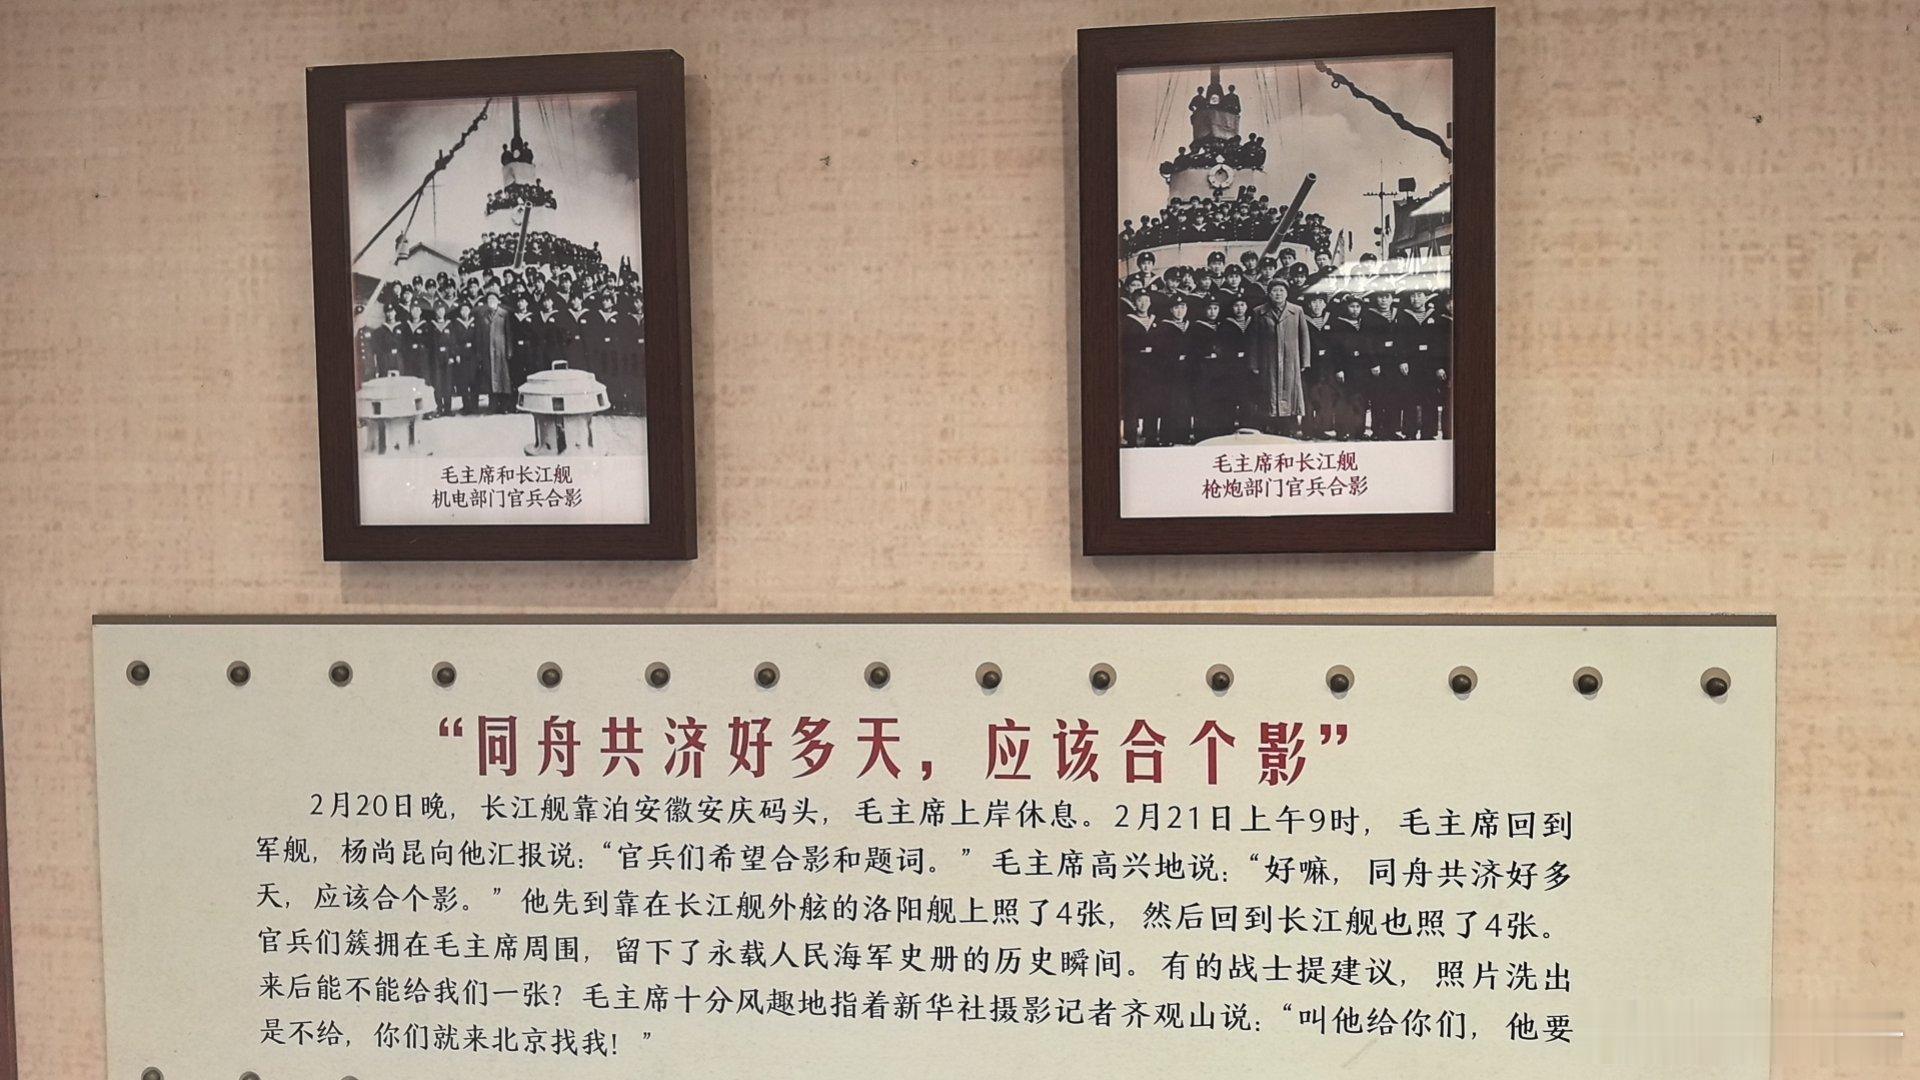 毛主席和长江舰
机电部门官兵合影
毛主席和长江舰
枪炮部门官兵合影
“同舟共济好多天，应该合个影”
2月20日晚，长江舰靠泊安徽安庆码头，毛主席上岸休息。2月21日上午9时，毛主席回到
军舰，杨尚昆向他汇报说：“官兵们希望合影和题词。”毛主席高兴地说：“好嘛，同舟共济好多
天，应该合个影。”他先到靠在长江舰外舷的洛阳舰上照了4张，然后回到长江舰也照了4张。
官兵们簇拥在毛主席周围，留下了永载人民海军史册的历史瞬间。有的战士提建议，照片洗出
来后能不能给我们一张？毛主席十分风趣地指着新华社摄影记者齐观山说：“叫他给你们，他要
是不给，你们就来北京找我！”